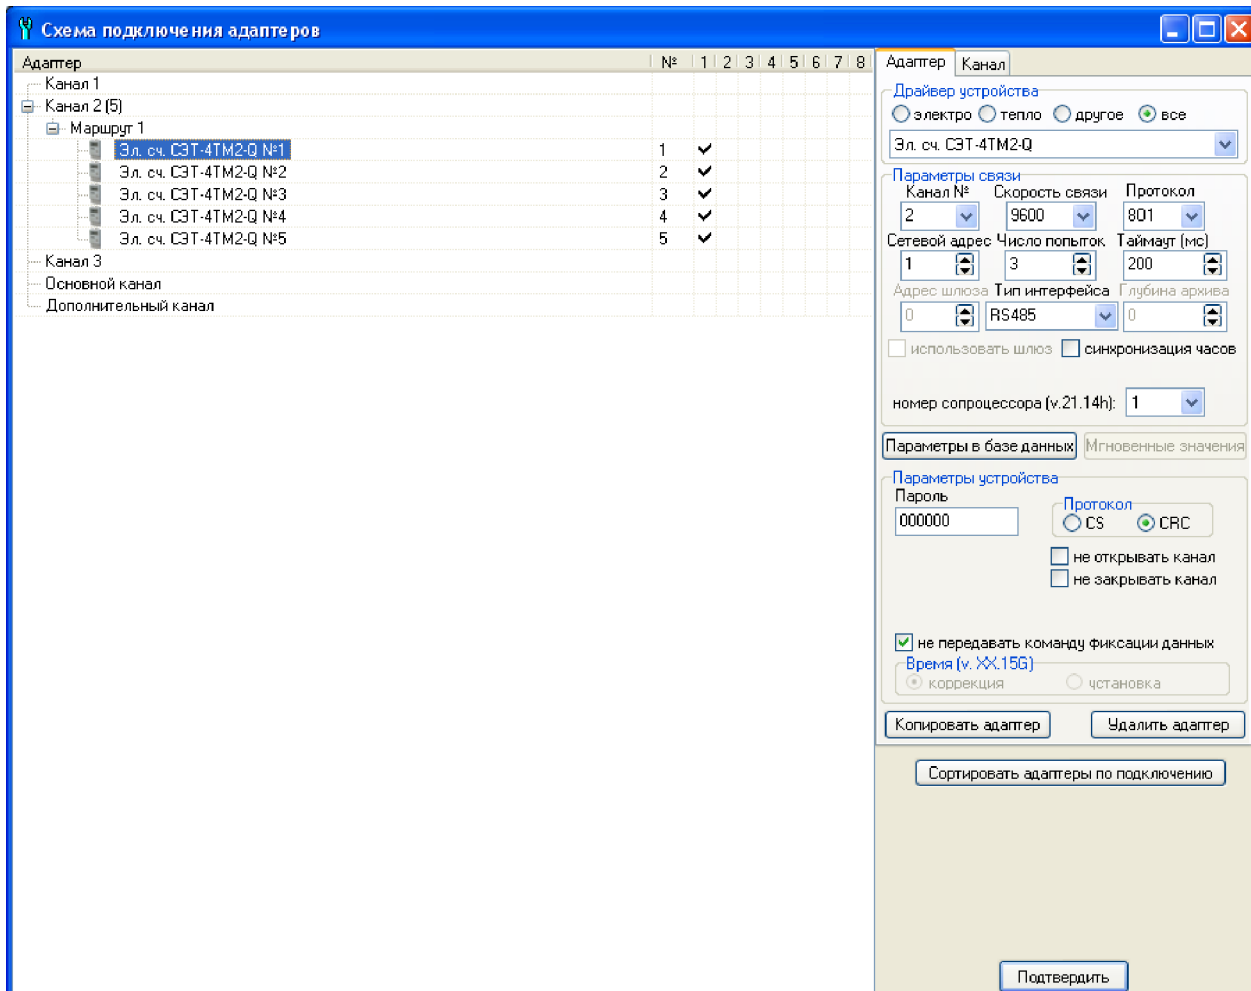 Схема подключения адаптеров
Адаптер № 1 2 3 4 5 6 7 8
Канал 1
Канал 2 (5)
Маршрут 1
Эл. сч. СЭТ-4ТМ2-Q №1 1
Эл. сч. СЭТ-4ТМ2-Q №2 2
Эл. сч. СЭТ-4ТМ2-Q №3 3
Эл. сч. СЭТ-4ТМ2-Q №4 4
Эл. сч. СЭТ-4ТМ2-Q №5 5
Канал 3
Основной канал
Дополнительный канал
Адаптер Канал
Драйвер устройства
электро тепло другое все
Эл. сч. СЭТ-4ТМ2-Q
Параметры связи
Канал № Скорость связи Протокол
2 9600 8O1
Сетевой адрес Число попыток Таймаут (мс)
1 3 200
Адрес шлюза Тип интерфейса Глубина архива
0 RS485 0
использовать шлюз синхронизация часов
номер сопроцессора (v.21.14h): 1
Параметры в базе данных Мгновенные значения
Параметры устройства
Пароль
000000
Протокол
CS CRC
не открывать канал
не закрывать канал
не передавать команду фиксации данных
Время (v. XX.15G)
коррекция установка
Копировать адаптер Удалить адаптер
Сортировать адаптеры по подключению
Подтвердить